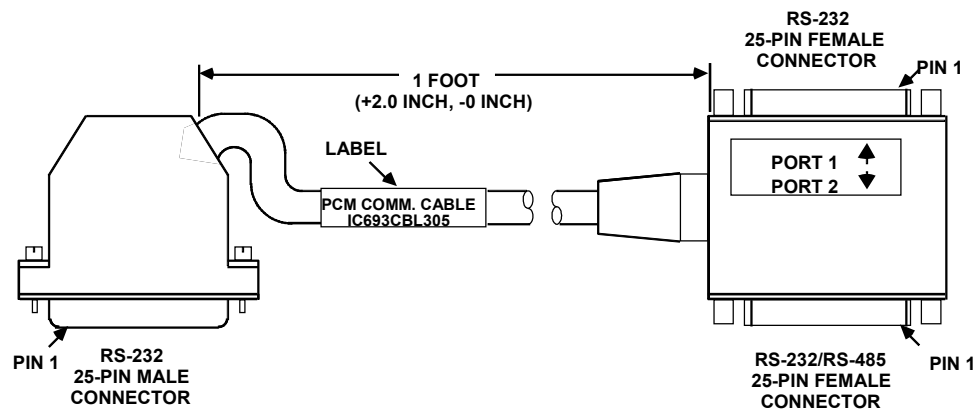 RS-232
25-PIN FEMALE
CONNECTOR
PIN 1
1 FOOT
(+2.0 INCH, -0 INCH)
LABEL
PORT 1
PORT 2
PCM COMM. CABLE
IC693CBL305
PIN 1
RS-232
25-PIN MALE
CONNECTOR
RS-232/RS-485
25-PIN FEMALE
CONNECTOR
PIN 1